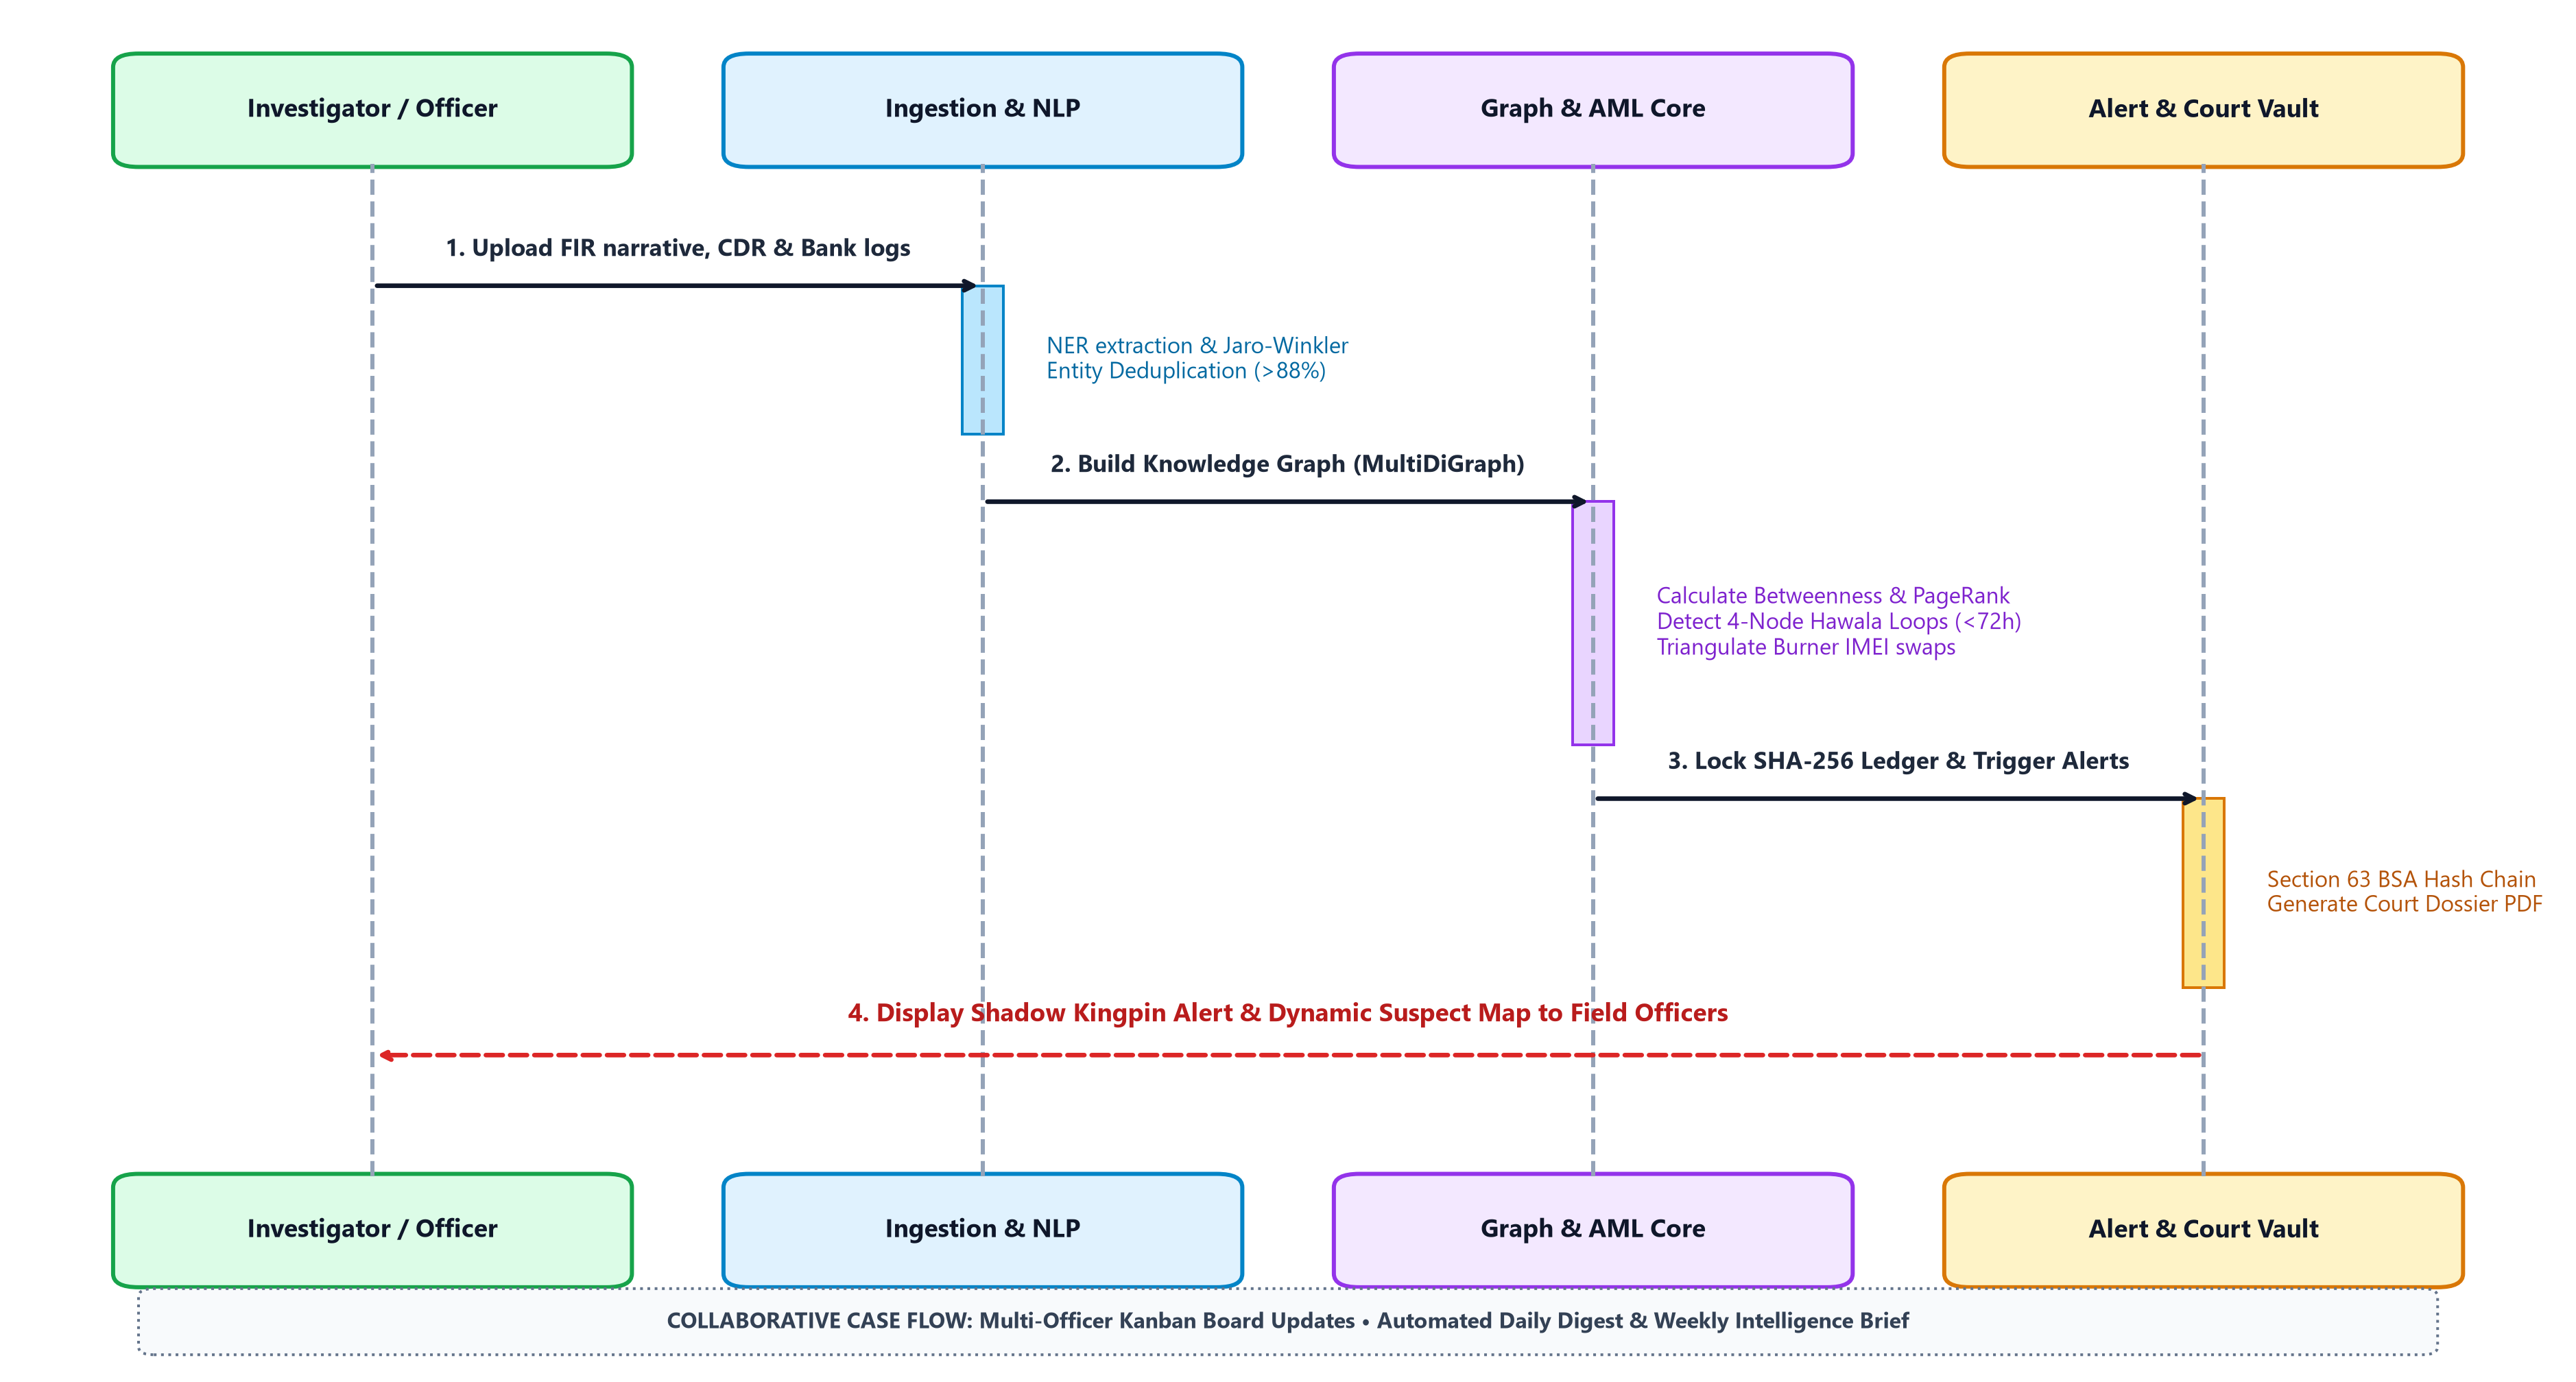 Investigator / Officer
Ingestion & NLP
Graph & AML Core
Alert & Court Vault
1. Upload FIR narrative, CDR & Bank logs
NER extraction & Jaro-Winkler
Entity Deduplication (>88%)
2. Build Knowledge Graph (MultiDiGraph)
Calculate Betweenness & PageRank
Detect 4-Node Hawala Loops (<72h)
Triangulate Burner IMEI swaps
3. Lock SHA-256 Ledger & Trigger Alerts
Section 63 BSA Hash Chain
Generate Court Dossier PDF
4. Display Shadow Kingpin Alert & Dynamic Suspect Map to Field Officers
Investigator / Officer
Ingestion & NLP
Graph & AML Core
Alert & Court Vault
COLLABORATIVE CASE FLOW: Multi-Officer Kanban Board Updates • Automated Daily Digest & Weekly Intelligence Brief